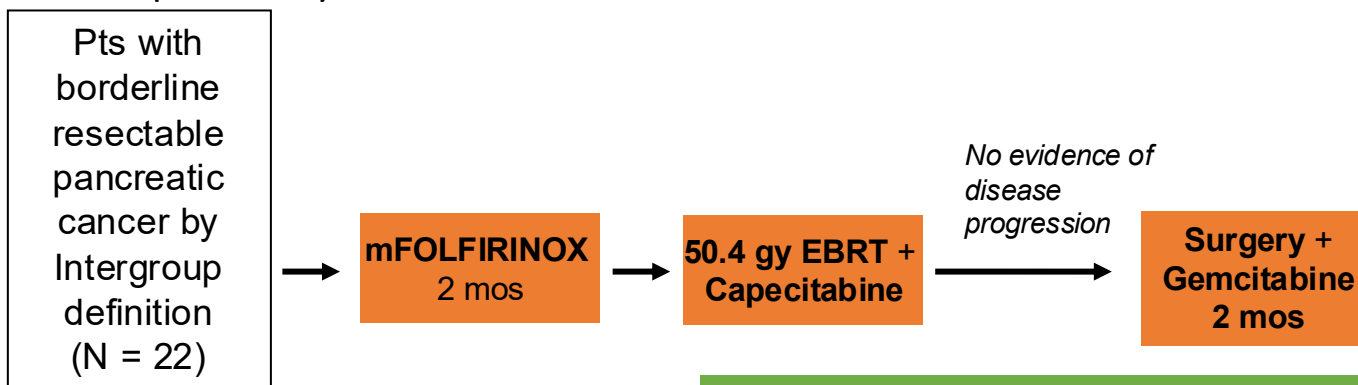 Pts with
borderline
resectable
pancreatic
cancer by
Intergroup
definition
(N = 22)
mFOLFIRINOX
2 mos
50.4 gy EBRT +
Capecitabine
No evidence of
disease
progression
Surgery +
Gemcitabine
2 mos